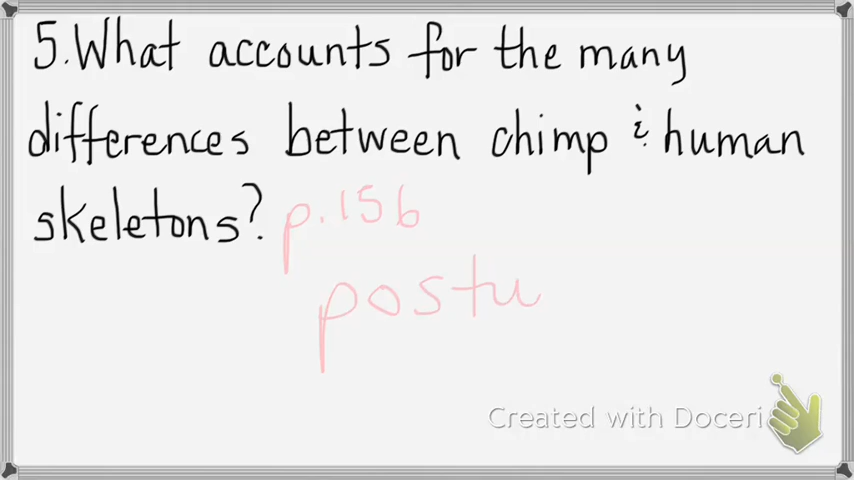 5. What accounts for the many
differences between chimp & human
skeletons? p. 156
postu
Created with Doceri